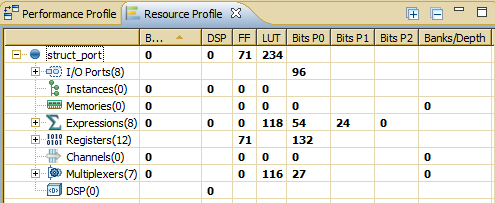 Performance Profile Resource Profile
B... DSP FF LUT Bits P0 Bits P1 Bits P2 Banks/Depth
struct_port 0 0 71 234
I/O Ports(8) 96
Instances(0) 0 0 0 0
Memories(0) 0 0 0 0 0
Expressions(8) 0 0 0 118 54 24 0
Registers(12) 71 132
Channels(0) 0 0 0 0 0
Multiplexers(7) 0 0 116 27 0
DSP(0) 0